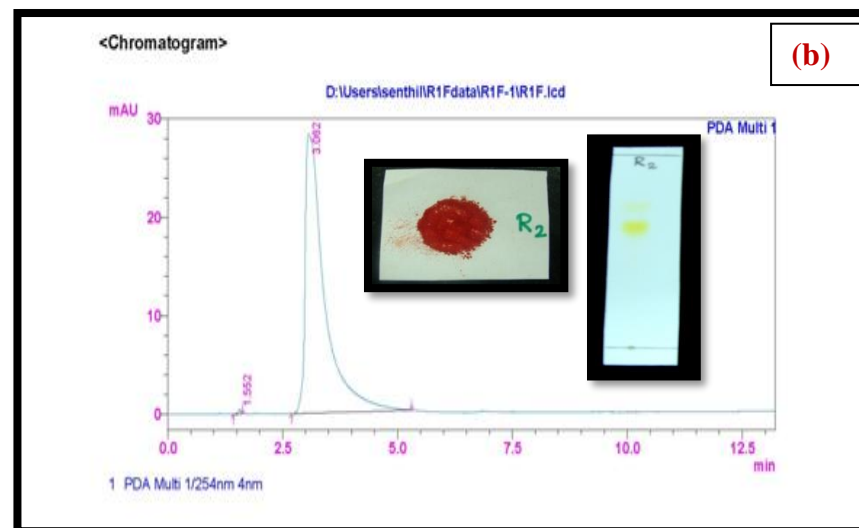 <Chromatogram>
(b)
D:\Users\senthil\R1Fdata\R1F-1\R1F.lcd
mAU
PDA Multi 1
30
20
10
0
3.092
1.552
R2
R2
0.0 2.5 5.0 7.5 10.0 12.5
min
1 PDA Multi 1/254nm 4nm